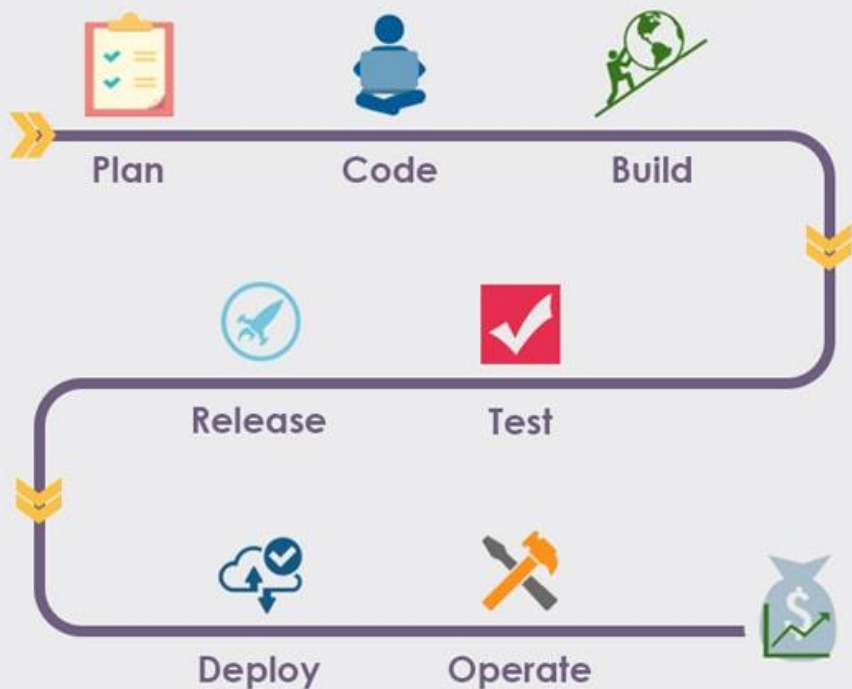 Plan
Code
Build
Test
Release
Deploy
Operate
$